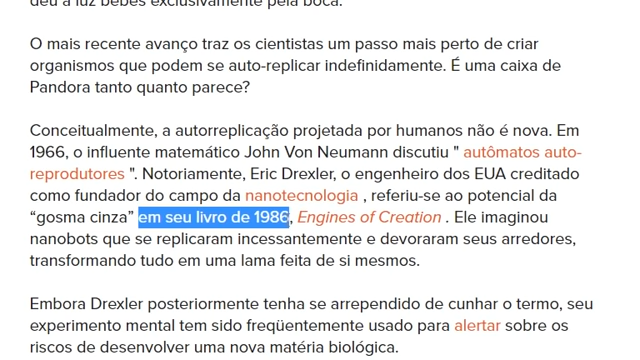 deu à luz bebês exclusivamente pela boca.
O mais recente avanço traz os cientistas um passo mais perto de criar
organismos que podem se auto-replicar indefinidamente. É uma caixa de
Pandora tanto quanto parece?
Conceitualmente, a autorreplicação projetada por humanos não é nova. Em
1966, o influente matemático John Von Neumann discutiu " autômatos auto-
reprodutores ". Notoriamente, Eric Drexler, o engenheiro dos EUA creditado
como fundador do campo da nanotecnologia , referiu-se ao potencial da
“gosma cinza” em seu livro de 1986, Engines of Creation . Ele imaginou
nanobots que se replicaram incessantemente e devoraram seus arredores,
transformando tudo em uma lama feita de si mesmos.
Embora Drexler posteriormente tenha se arrependido de cunhar o termo, seu
experimento mental tem sido freqüentemente usado para alertar sobre os
riscos de desenvolver uma nova matéria biológica.